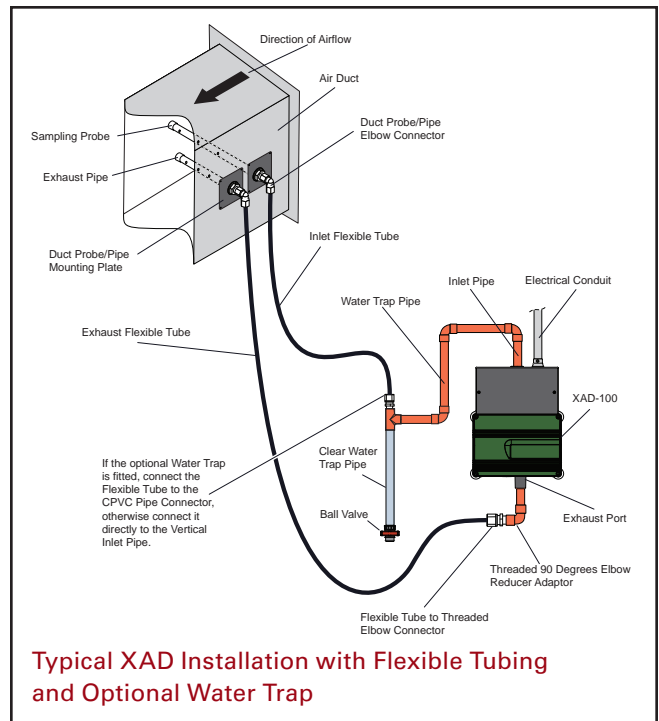 Direction of Airflow
Air Duct
Duct Probe/Pipe
Elbow Connector
Sampling Probe
Exhaust Pipe
Inlet Flexible Tube
Duct Probe/Pipe
Mounting Plate
Inlet Pipe
Electrical Conduit
Water Trap Pipe
Exhaust Flexible Tube
XAD-100
If the optional Water Trap
is fitted, connect the
Flexible Tube to the
CPVC Pipe Connector,
otherwise connect it
directly to the Vertical
Inlet Pipe.
Clear Water
Trap Pipe
Ball Valve
Exhaust Port
Threaded 90 Degrees Elbow
Reducer Adaptor
Flexible Tube to Threaded
Elbow Connector
Typical XAD Installation with Flexible Tubing
and Optional Water Trap